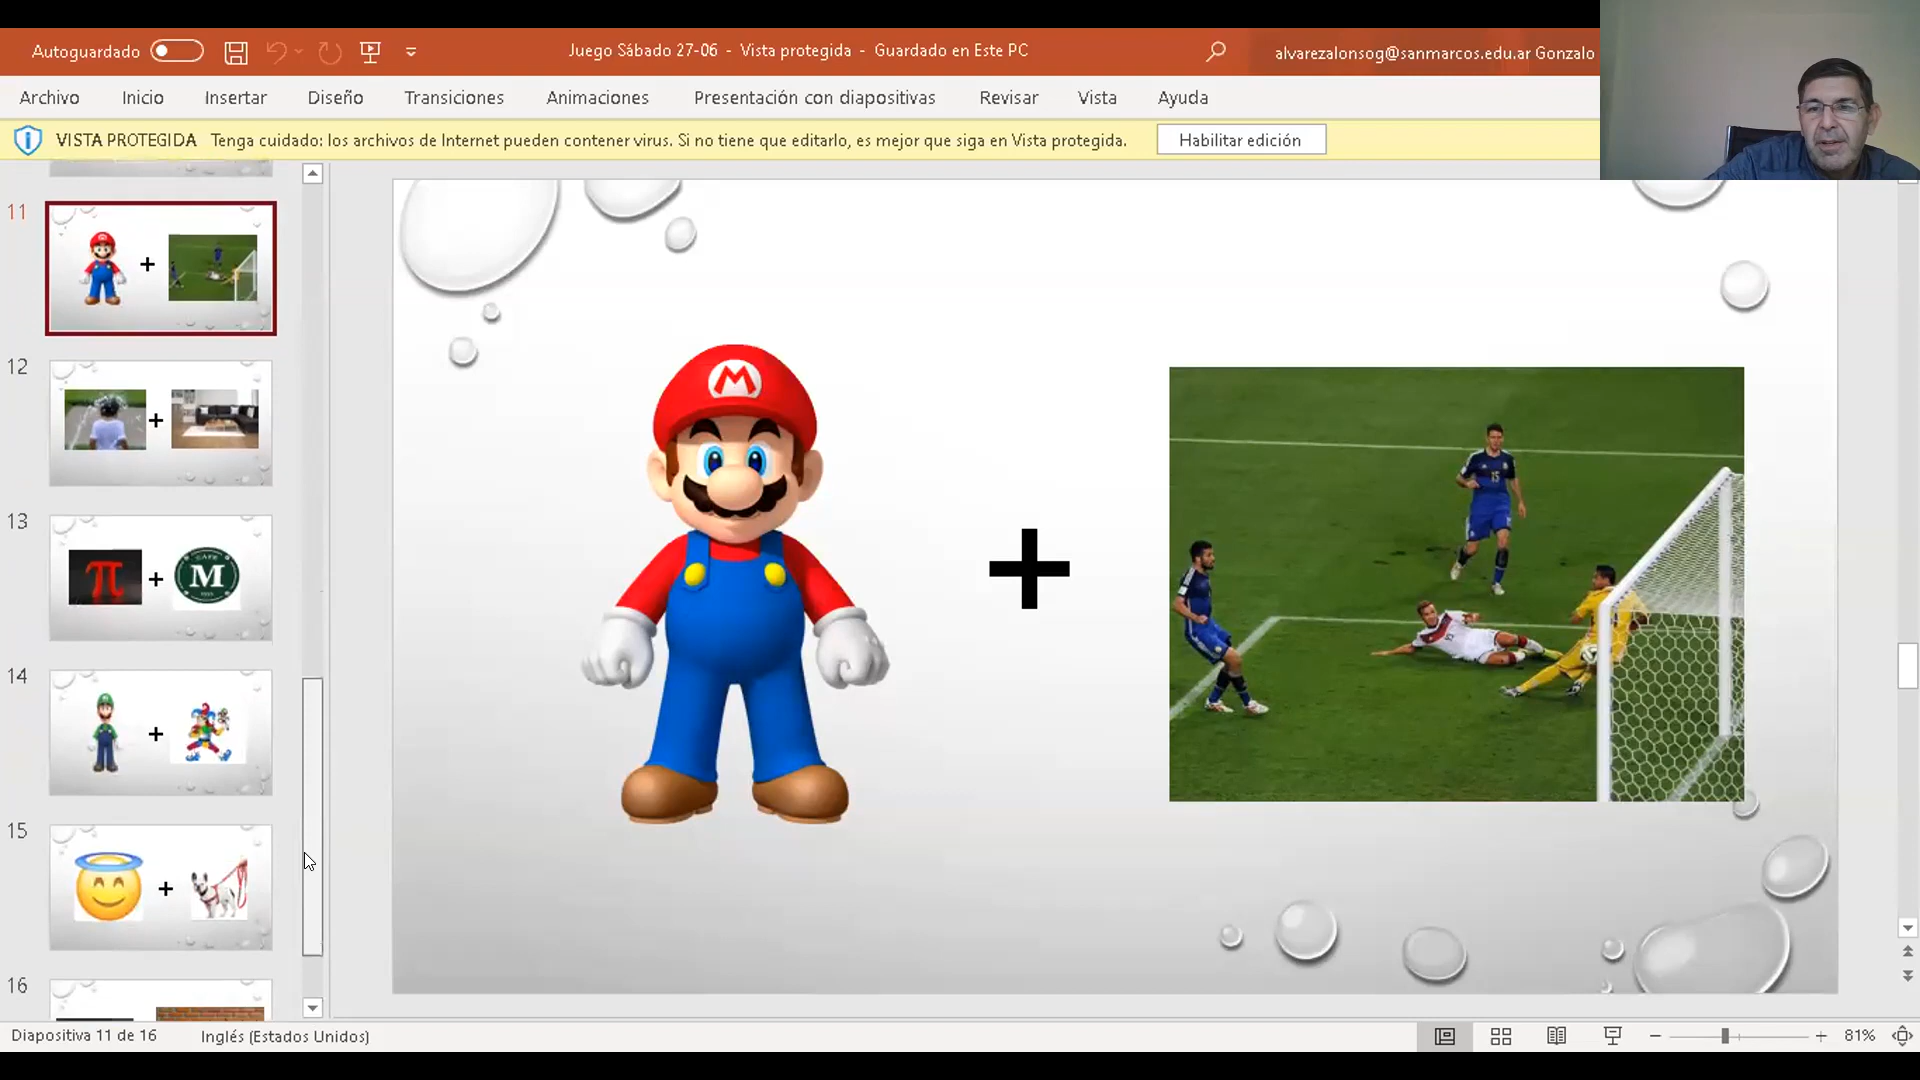 Autoguardado
Juego Sábado 27-06 - Vista protegida - Guardado en Este PC
alvarezalonsog@sanmarcos.edu.ar Gonzalo
Archivo Inicio Insertar Diseño Transiciones Animaciones Presentación con diapositivas Revisar Vista Ayuda
VISTA PROTEGIDA Tenga cuidado: los archivos de Internet pueden contener virus. Si no tiene que editarlo, es mejor que siga en Vista protegida. Habilitar edición
11
+
12
+
13
π + M
14
+
15
+
16
M
+
15
Diapositiva 11 de 16 Inglés (Estados Unidos) 81%